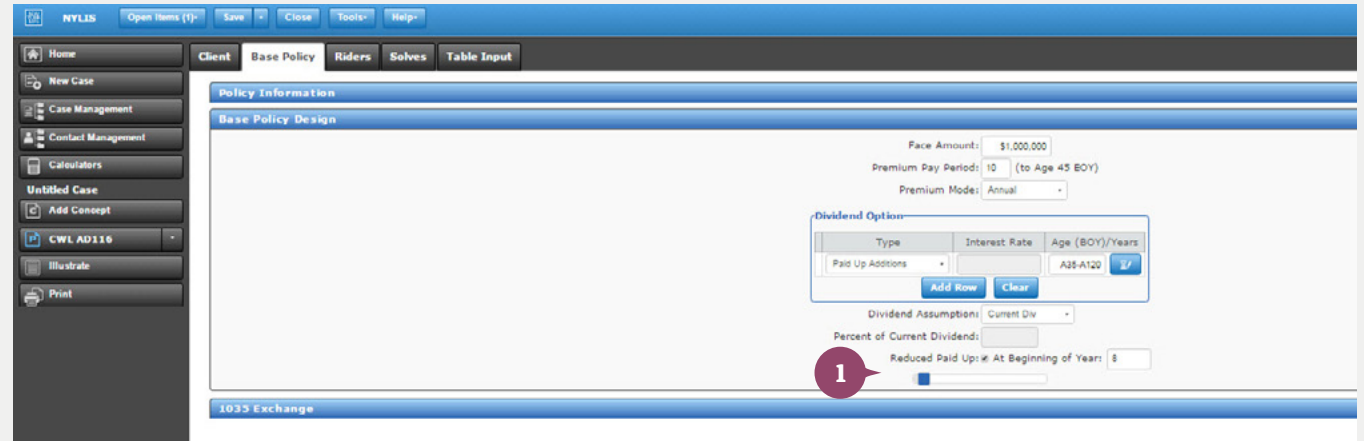 NYLIS Open Items (1) Save Close Tools Help
Home
New Case
Case Management
Contact Management
Calculators
Untitled Case
Add Concept
CWL AD116
Illustrate
Print
Client Base Policy Riders Solves Table Input
Policy Information
Base Policy Design
Face Amount: $1,000,000
Premium Pay Period: 10 (to Age 45 BOY)
Premium Mode: Annual
Dividend Option
Type Interest Rate Age (BOY)/Years
Paid Up Additions A35-A120
Add Row Clear
Dividend Assumption: Current Div
Percent of Current Dividend:
Reduced Paid Up: At Beginning of Year:
1
1035 Exchange